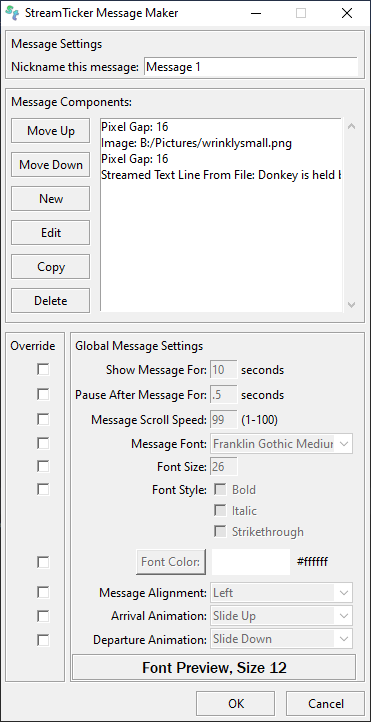 StreamTicker Message Maker
Message Settings
Nickname this message: Message 1
Message Components:
Move Up
Move Down
New
Edit
Copy
Delete
Pixel Gap: 16
Image: B:/Pictures/wrinklysmall.png
Pixel Gap: 16
Streamed Text Line From File: Donkey is held
Override
Global Message Settings
Show Message For: 10 seconds
Pause After Message For: .5 seconds
Message Scroll Speed: 99 (1-100)
Message Font: Franklin Gothic Medium
Font Size: 26
Font Style: Bold
Italic
Strikethrough
Font Color: #ffffff
Message Alignment: Left
Arrival Animation: Slide Up
Departure Animation: Slide Down
Font Preview, Size 12
OK
Cancel